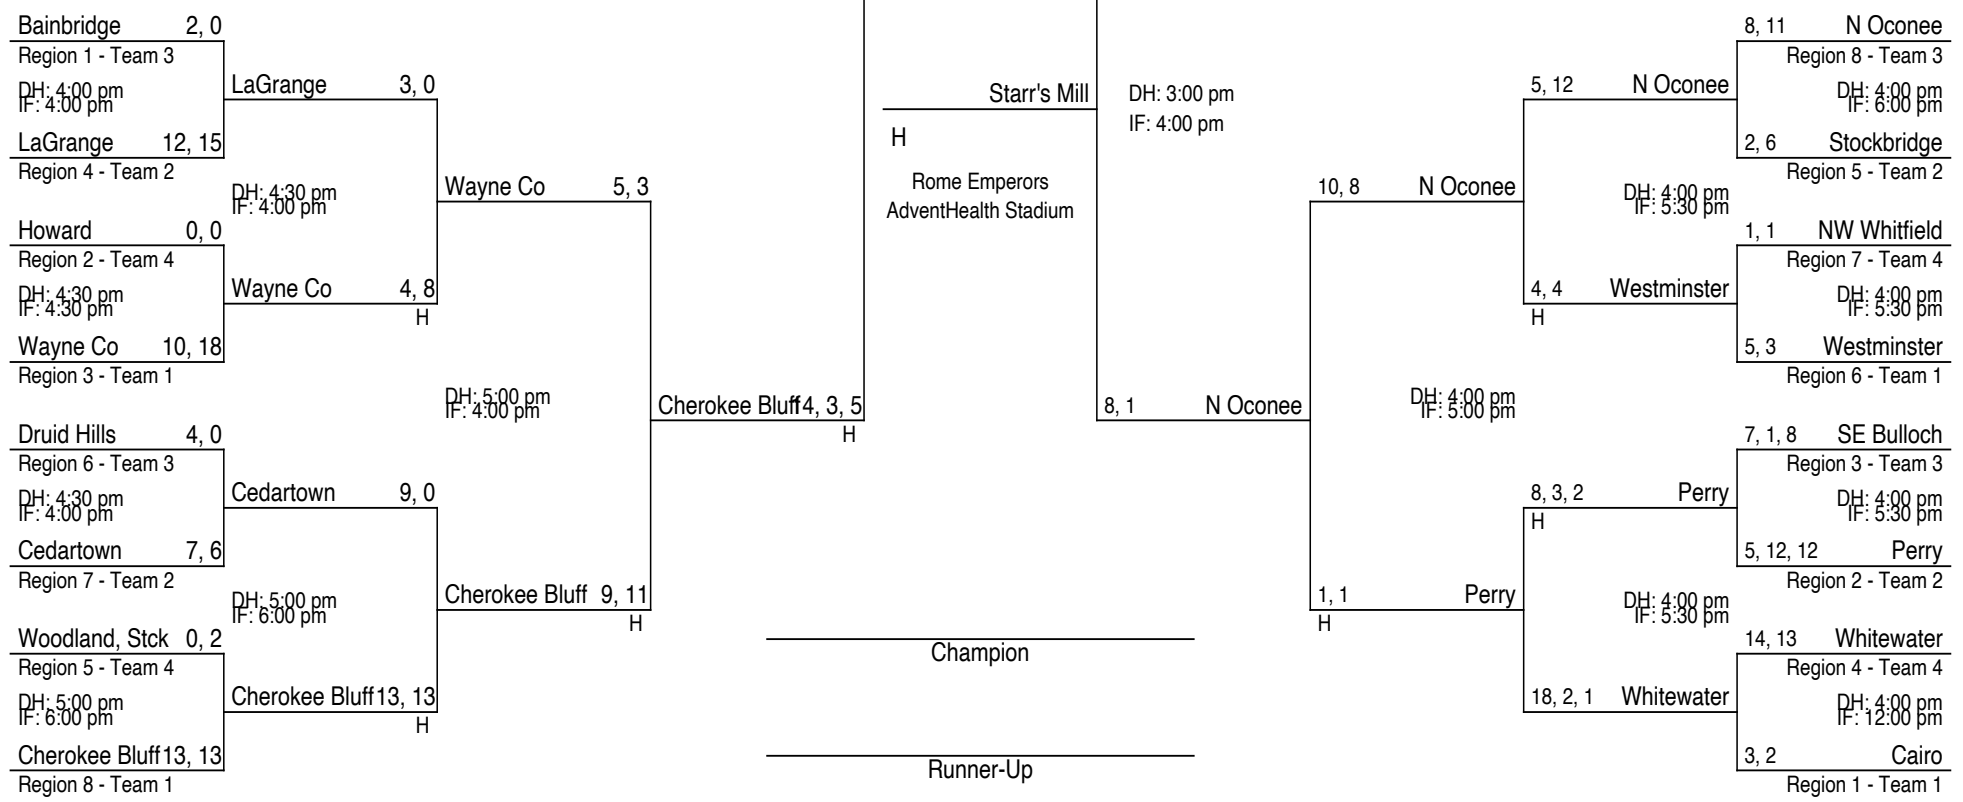 Bainbridge 2, 0
Region 1 - Team 3
DH: 4:00 pm
IF: 4:00 pm
LaGrange 12, 15
Region 4 - Team 2
Howard 0, 0
Region 2 - Team 4
DH: 4:30 pm
IF: 4:30 pm
Wayne Co 10, 18
Region 3 - Team 1
Druid Hills 4, 0
Region 6 - Team 3
DH: 4:30 pm
IF: 4:00 pm
Cedartown 7, 6
Region 7 - Team 2
Woodland, Stck 0, 2
Region 5 - Team 4
DH: 5:00 pm
IF: 6:00 pm
Cherokee Bluff 13, 13
Region 8 - Team 1
LaGrange 3, 0
DH: 4:30 pm
IF: 4:00 pm
Wayne Co 4, 8
H
Cedartown 9, 0
DH: 5:00 pm
IF: 6:00 pm
Cherokee Bluff 13, 13
H
Wayne Co 5, 3
DH: 5:00 pm
IF: 4:00 pm
Cherokee Bluff 9, 11
H
Cherokee Bluff 4, 3, 5
H
Starr's Mill
H
Rome Emperors
AdventHealth Stadium
DH: 3:00 pm
IF: 4:00 pm
Champion
Runner-Up
8, 1 N Oconee
10, 8 N Oconee
DH: 4:00 pm
IF: 5:00 pm
1, 1 Perry
H
5, 12 N Oconee
DH: 4:00 pm
IF: 5:30 pm
4, 4 Westminster
H
8, 3, 2 Perry
H
DH: 4:00 pm
IF: 5:30 pm
18, 2, 1 Whitewater
8, 11 N Oconee
Region 8 - Team 3
DH: 4:00 pm
IF: 6:00 pm
2, 6 Stockbridge
Region 5 - Team 2
1, 1 NW Whitfield
Region 7 - Team 4
DH: 4:00 pm
IF: 5:30 pm
5, 3 Westminster
Region 6 - Team 1
7, 1, 8 SE Bulloch
Region 3 - Team 3
DH: 4:00 pm
IF: 5:30 pm
5, 12, 12 Perry
Region 2 - Team 2
14, 13 Whitewater
Region 4 - Team 4
DH: 4:00 pm
IF: 12:00 pm
3, 2 Cairo
Region 1 - Team 1